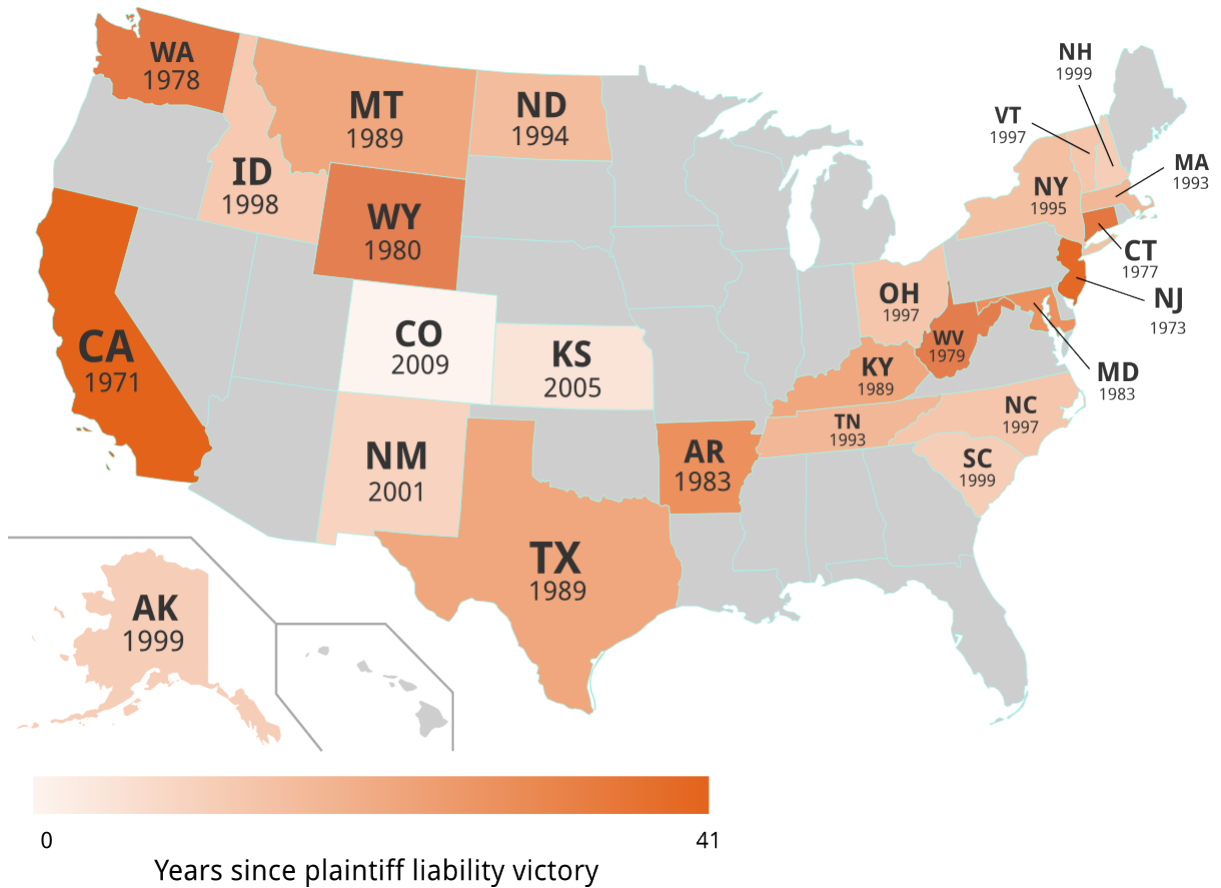 WA
1978
MT
1989
ND
1994
ID
1998
WY
1980
CA
1971
CO
2009
KS
2005
NM
2001
TX
1989
AR
1983
AK
1999
NH
1999
VT
1997
MA
1993
NY
1995
CT
1977
NJ
1973
OH
1997
WV
1979
MD
1983
KY
1989
TN
1993
NC
1997
SC
1999
0
41
Years since plaintiff liability victory